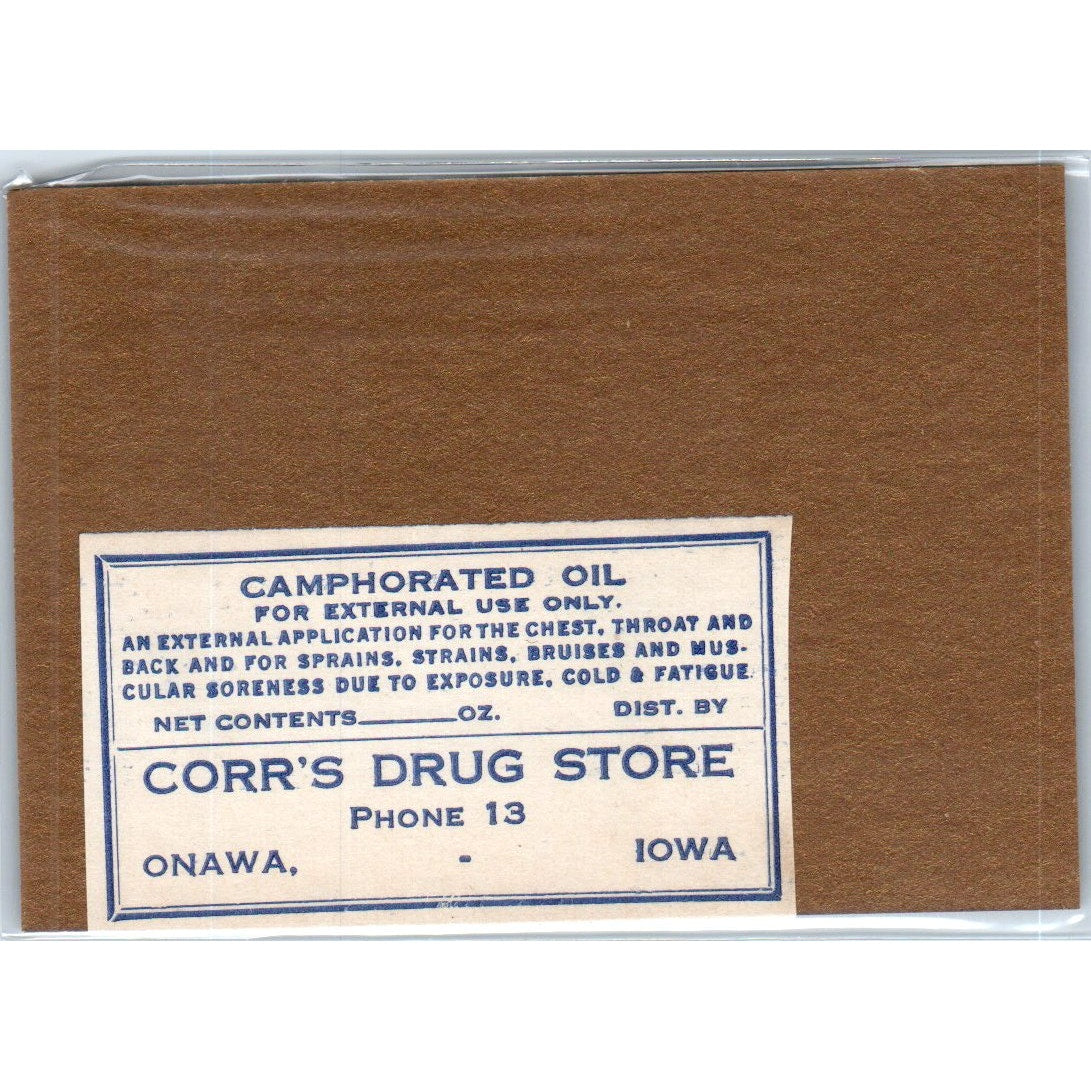 CAMPHORATED OIL
FOR EXTERNAL USE ONLY.
AN EXTERNAL APPLICATION FOR THE CHEST, THROAT AND
BACK AND FOR SPRAINS, STRAINS, BRUISES AND MUS-
CULAR SORENESS DUE TO EXPOSURE, COLD & FATIGUE.
NET CONTENTS______OZ. DIST. BY
CORR'S DRUG STORE
PHONE 13
ONAWA, - IOWA